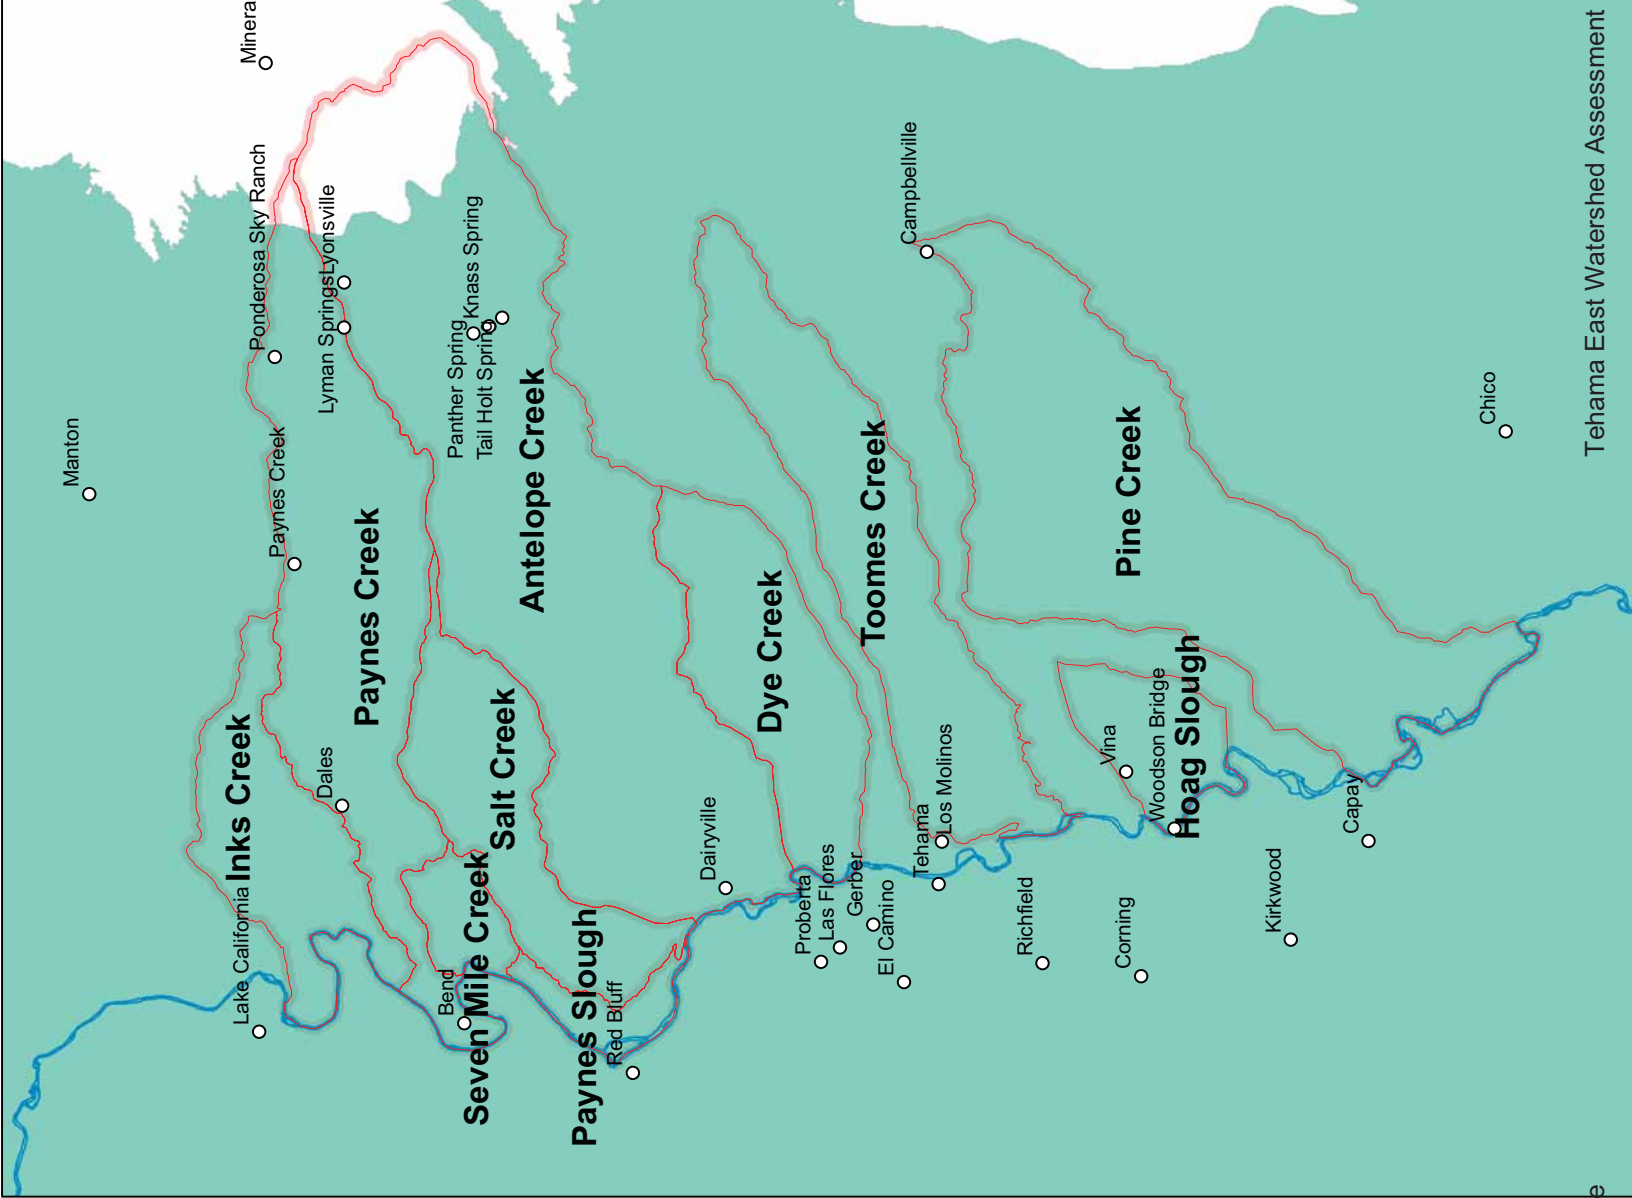 Minera
Manton
Ponderosa Sky Ranch
Lyonsville
Lyman Springs
Paynes Creek
Knass Spring
Panther Spring
Tail Holt Spring
Campbellville
Antelope Creek
Paynes Creek
Toomes Creek
Pine Creek
Chico
Dye Creek
Inks Creek
Dales
Salt Creek
Hoag Slough
Woodson Bridge
Vina
Los Molinos
Dairyville
Tehama
Capay
Lake California
Seven Mile Creek
Bend
Paynes Slough
Red Bluff
Proberta
Las Flores
Gerber
El Camino
Richfield
Corning
Kirkwood
Tehama East Watershed Assessment
e